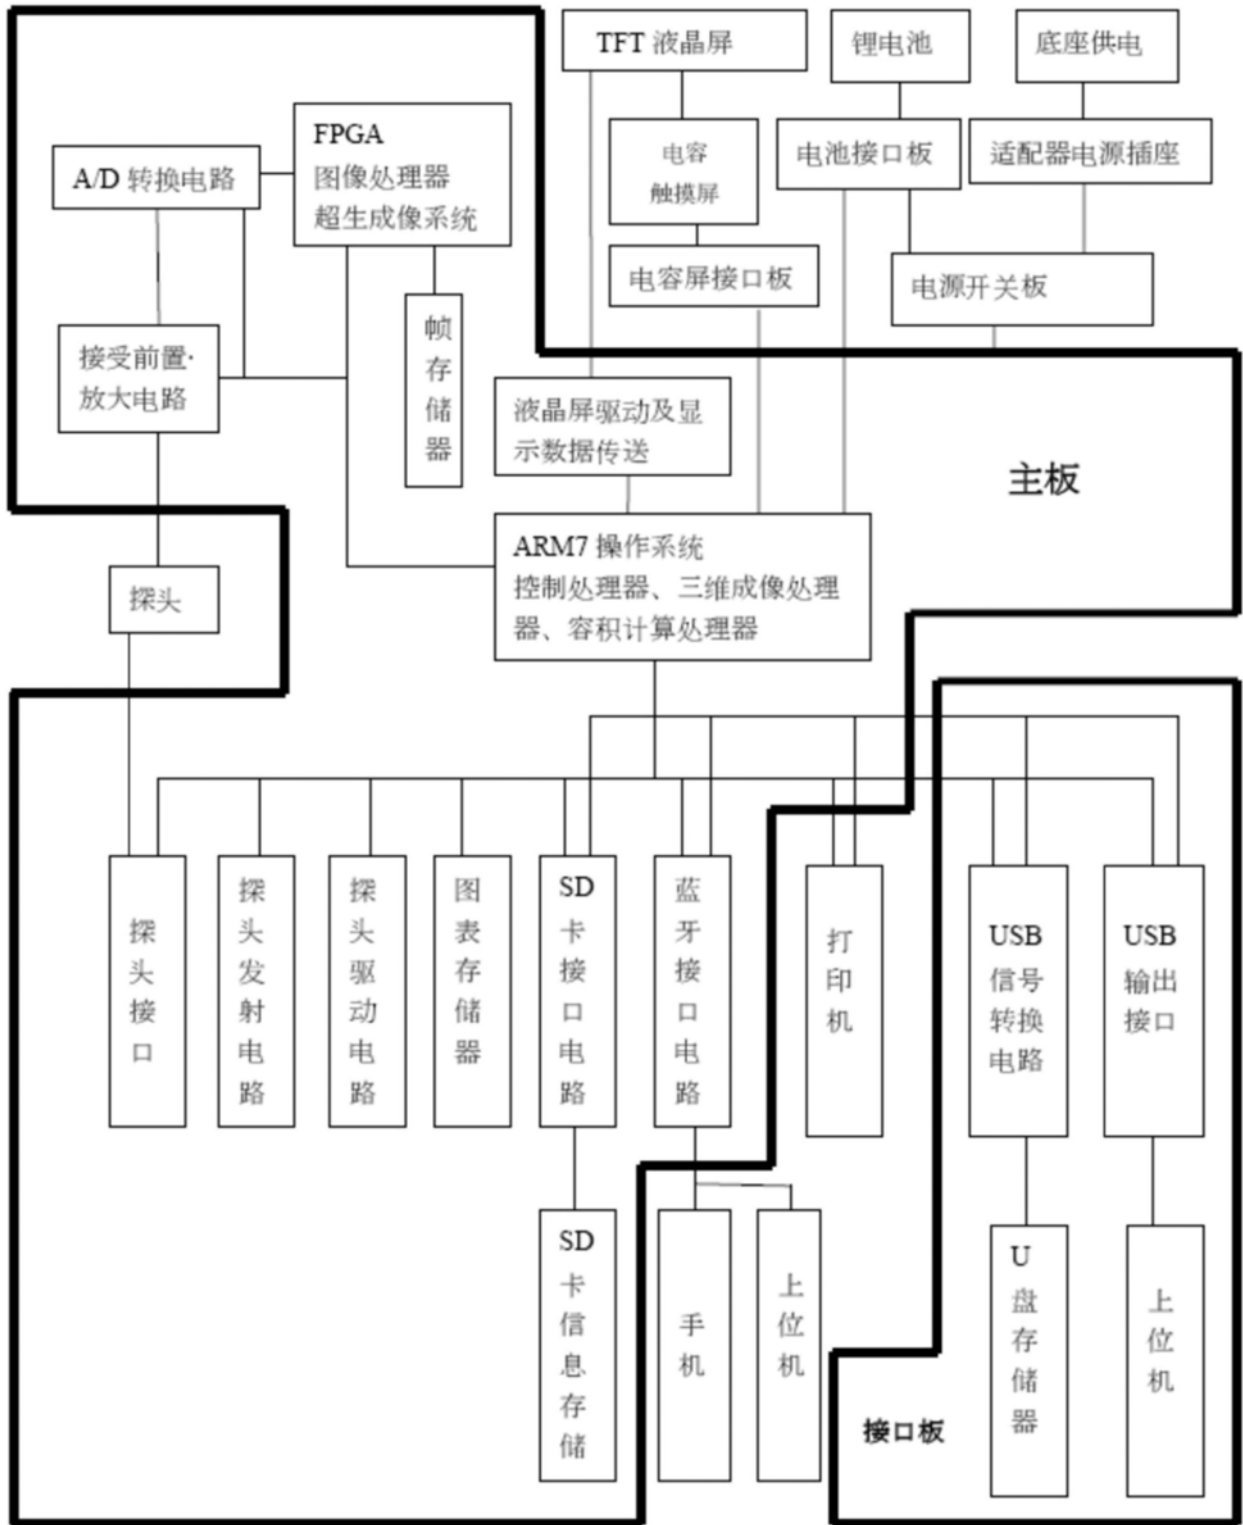 TFT 液晶屏
锂电池
底座供电
FPGA
图像处理器
超生成像系统
A/D 转换电路
电容
触摸屏
电池接口板
适配器电源插座
电容屏接口板
电源开关板
接受前置·
放大电路
帧
存
储
器
液晶屏驱动及显
示数据传送
主板
ARM7 操作系统
控制处理器、三维成像处理
器、容积计算处理器
探头
探
头
接
口
探
头
发
射
电
路
探
头
驱
动
电
路
图
表
存
储
器
SD
卡
接
口
电
路
蓝
牙
接
口
电
路
打
印
机
USB
信号
转换
电路
USB
输出
接口
SD
卡
信
息
存
储
手
机
上
位
机
U
盘
存
储
器
上
位
机
接口板